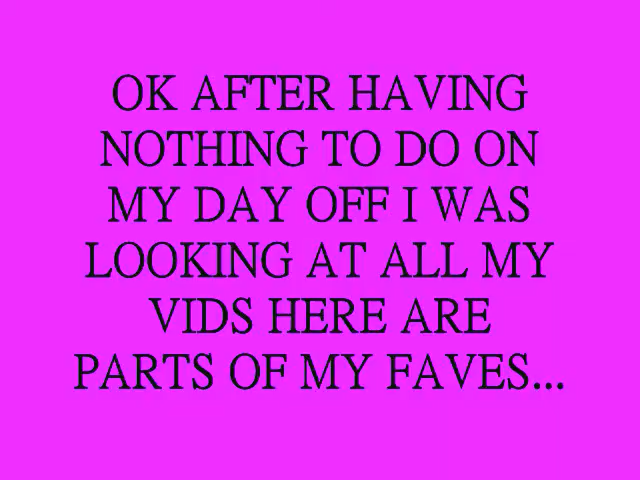 OK AFTER HAVING
NOTHING TO DO ON
MY DAY OFF I WAS
LOOKING AT ALL MY
VIDS HERE ARE
PARTS OF MY FAVES...